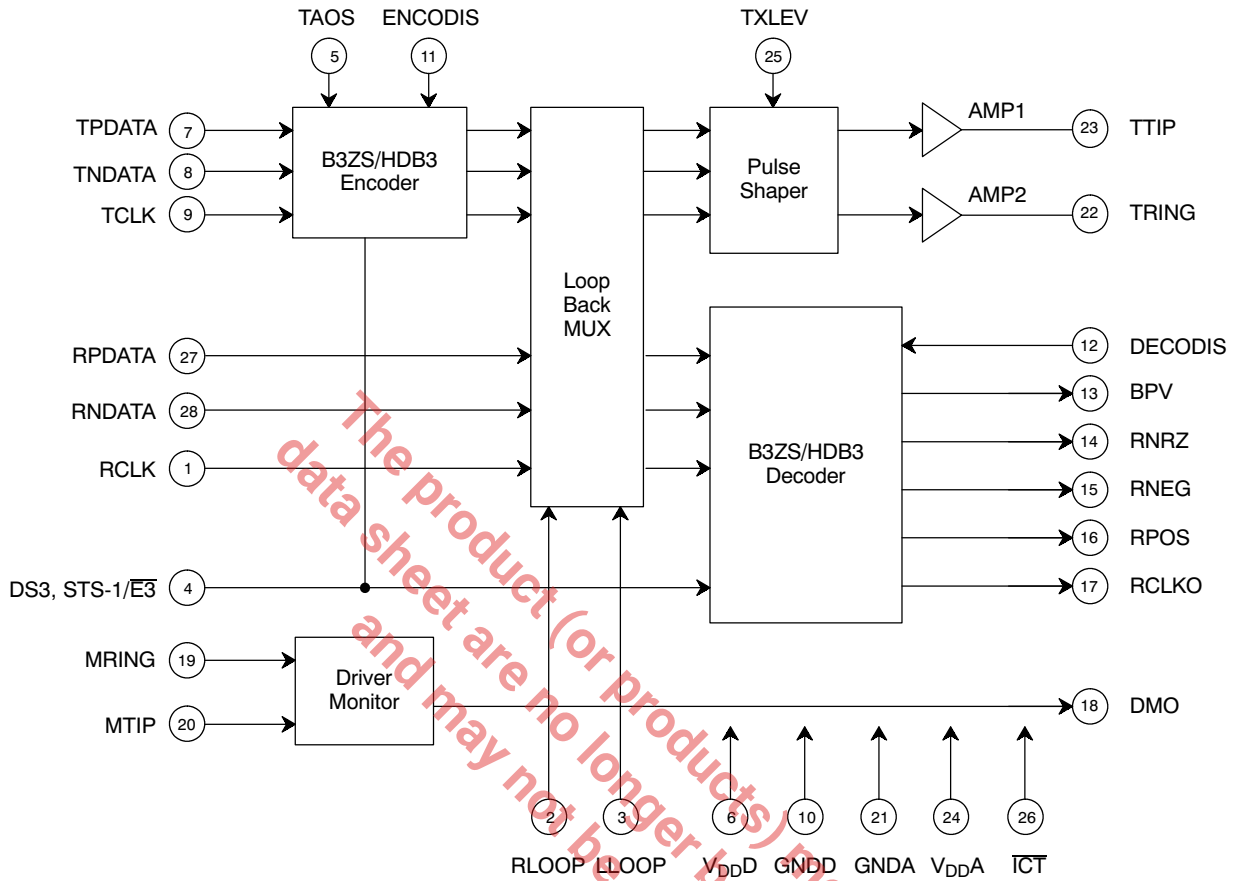 TAOS ENCODIS TXLEV
5 11 25
TPDATA 7
TNDATA 8
TCLK 9
B3ZS/HDB3
Encoder
Loop
Back
MUX
Pulse
Shaper
AMP1
23 TTIP
AMP2
22 TRING
RPDATA 27
RNDATA 28
RCLK 1
B3ZS/HDB3
Decoder
12 DECODIS
13 BPV
14 RNRZ
15 RNEG
16 RPOS
17 RCLKO
DS3, STS-1/E3 4
MRING 19
MTIP 20
Driver
Monitor
18 DMO
2 3 6 10 21 24 26
RLOOP LLOOP VDDD GNDD GNDA VDDA ICT
The product (or products) m
data sheet are no longer b
and may not be